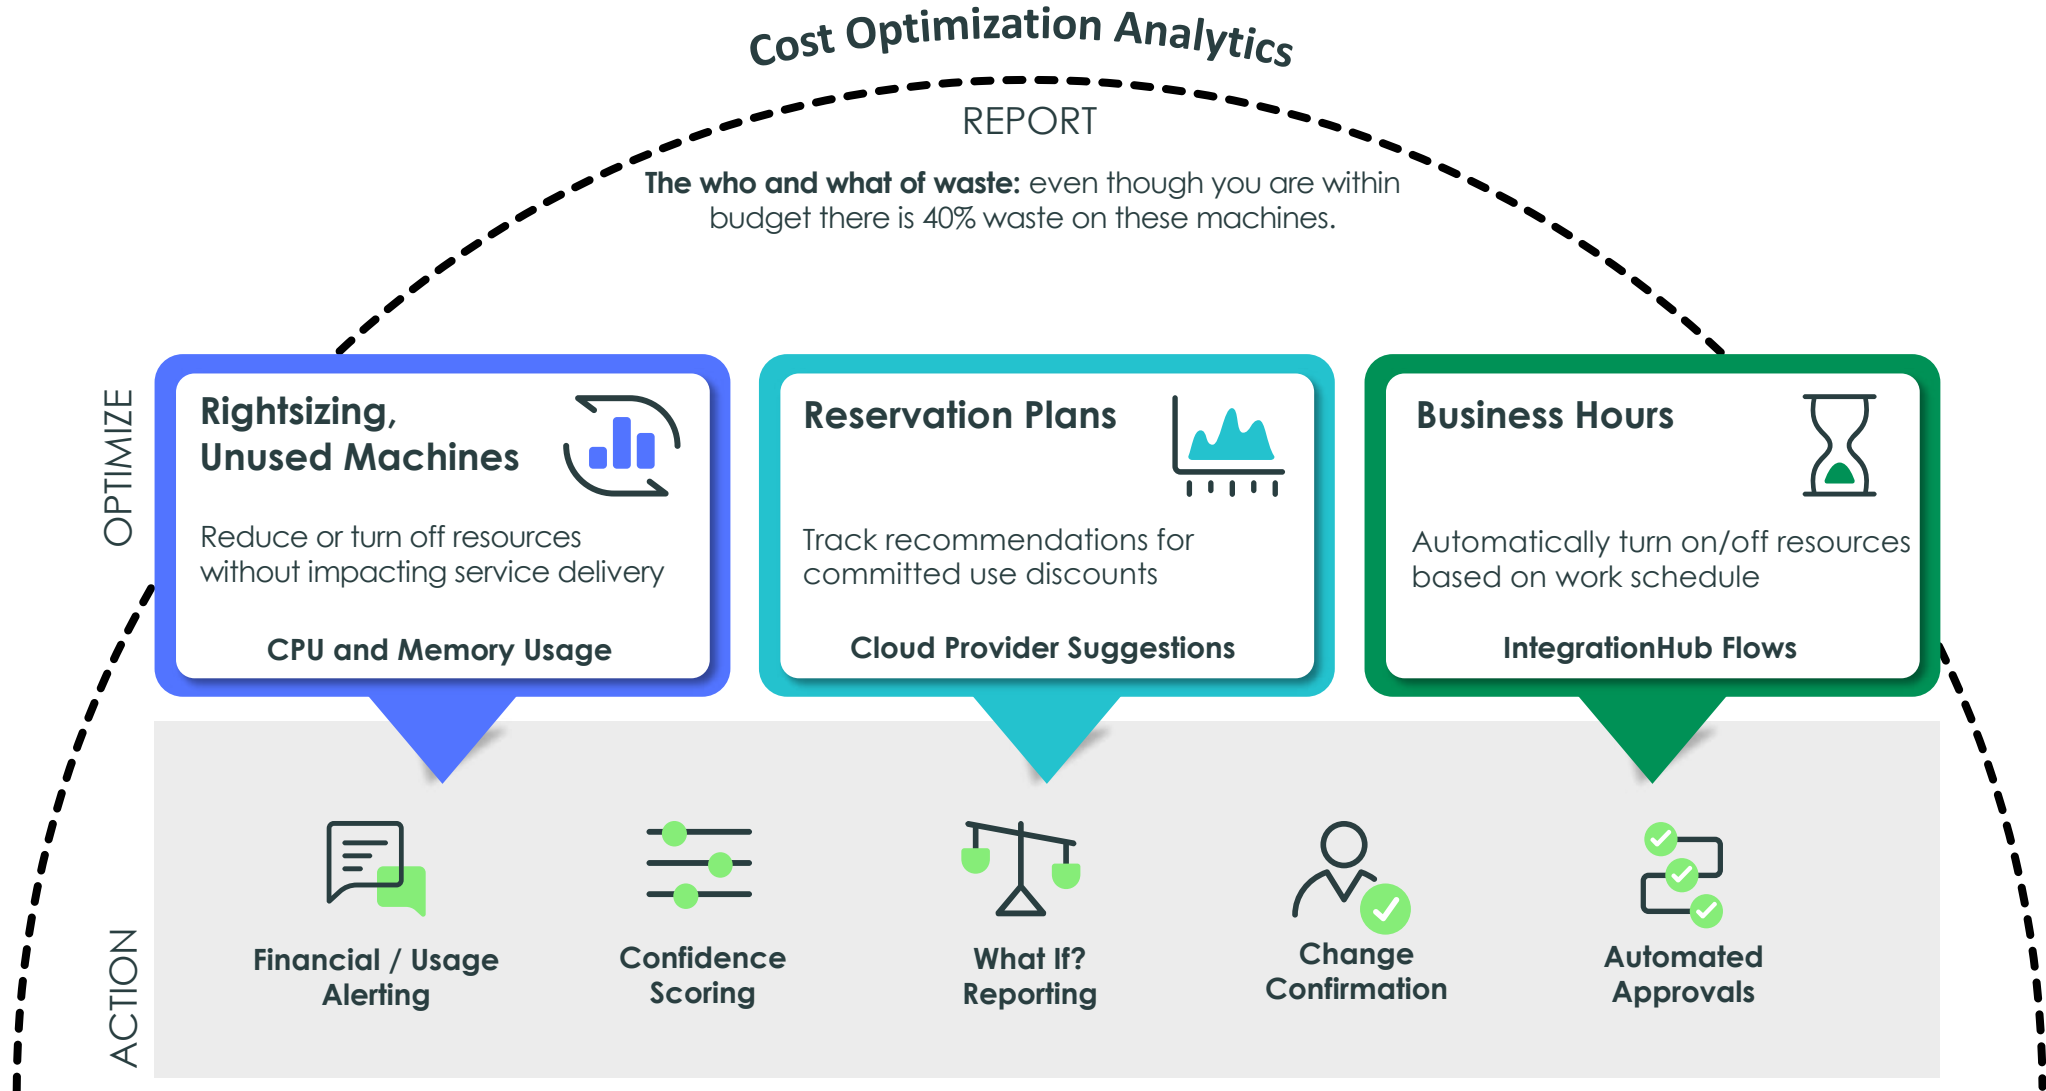 Cost Optimization Analytics
REPORT
The who and what of waste: even though you are within
budget there is 40% waste on these machines.
OPTIMIZE
Rightsizing,
Unused Machines
Reduce or turn off resources
without impacting service delivery
CPU and Memory Usage
Reservation Plans
Track recommendations for
committed use discounts
Cloud Provider Suggestions
Business Hours
Automatically turn on/off resources
based on work schedule
IntegrationHub Flows
ACTION
Financial / Usage
Alerting
Confidence
Scoring
What If?
Reporting
Change
Confirmation
Automated
Approvals